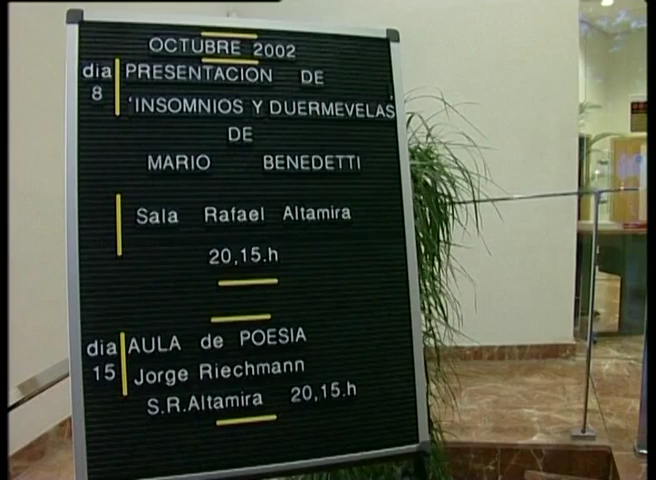 OCTUBRE 2002
dia 8 PRESENTACION DE
'INSOMNIOS Y DUERMEVELAS'
DE
MARIO BENEDETTI
Sala Rafael Altamira
20,15.h
dia 15 AULA de POESIA
Jorge Riechmann
S.R.Altamira 20,15.h